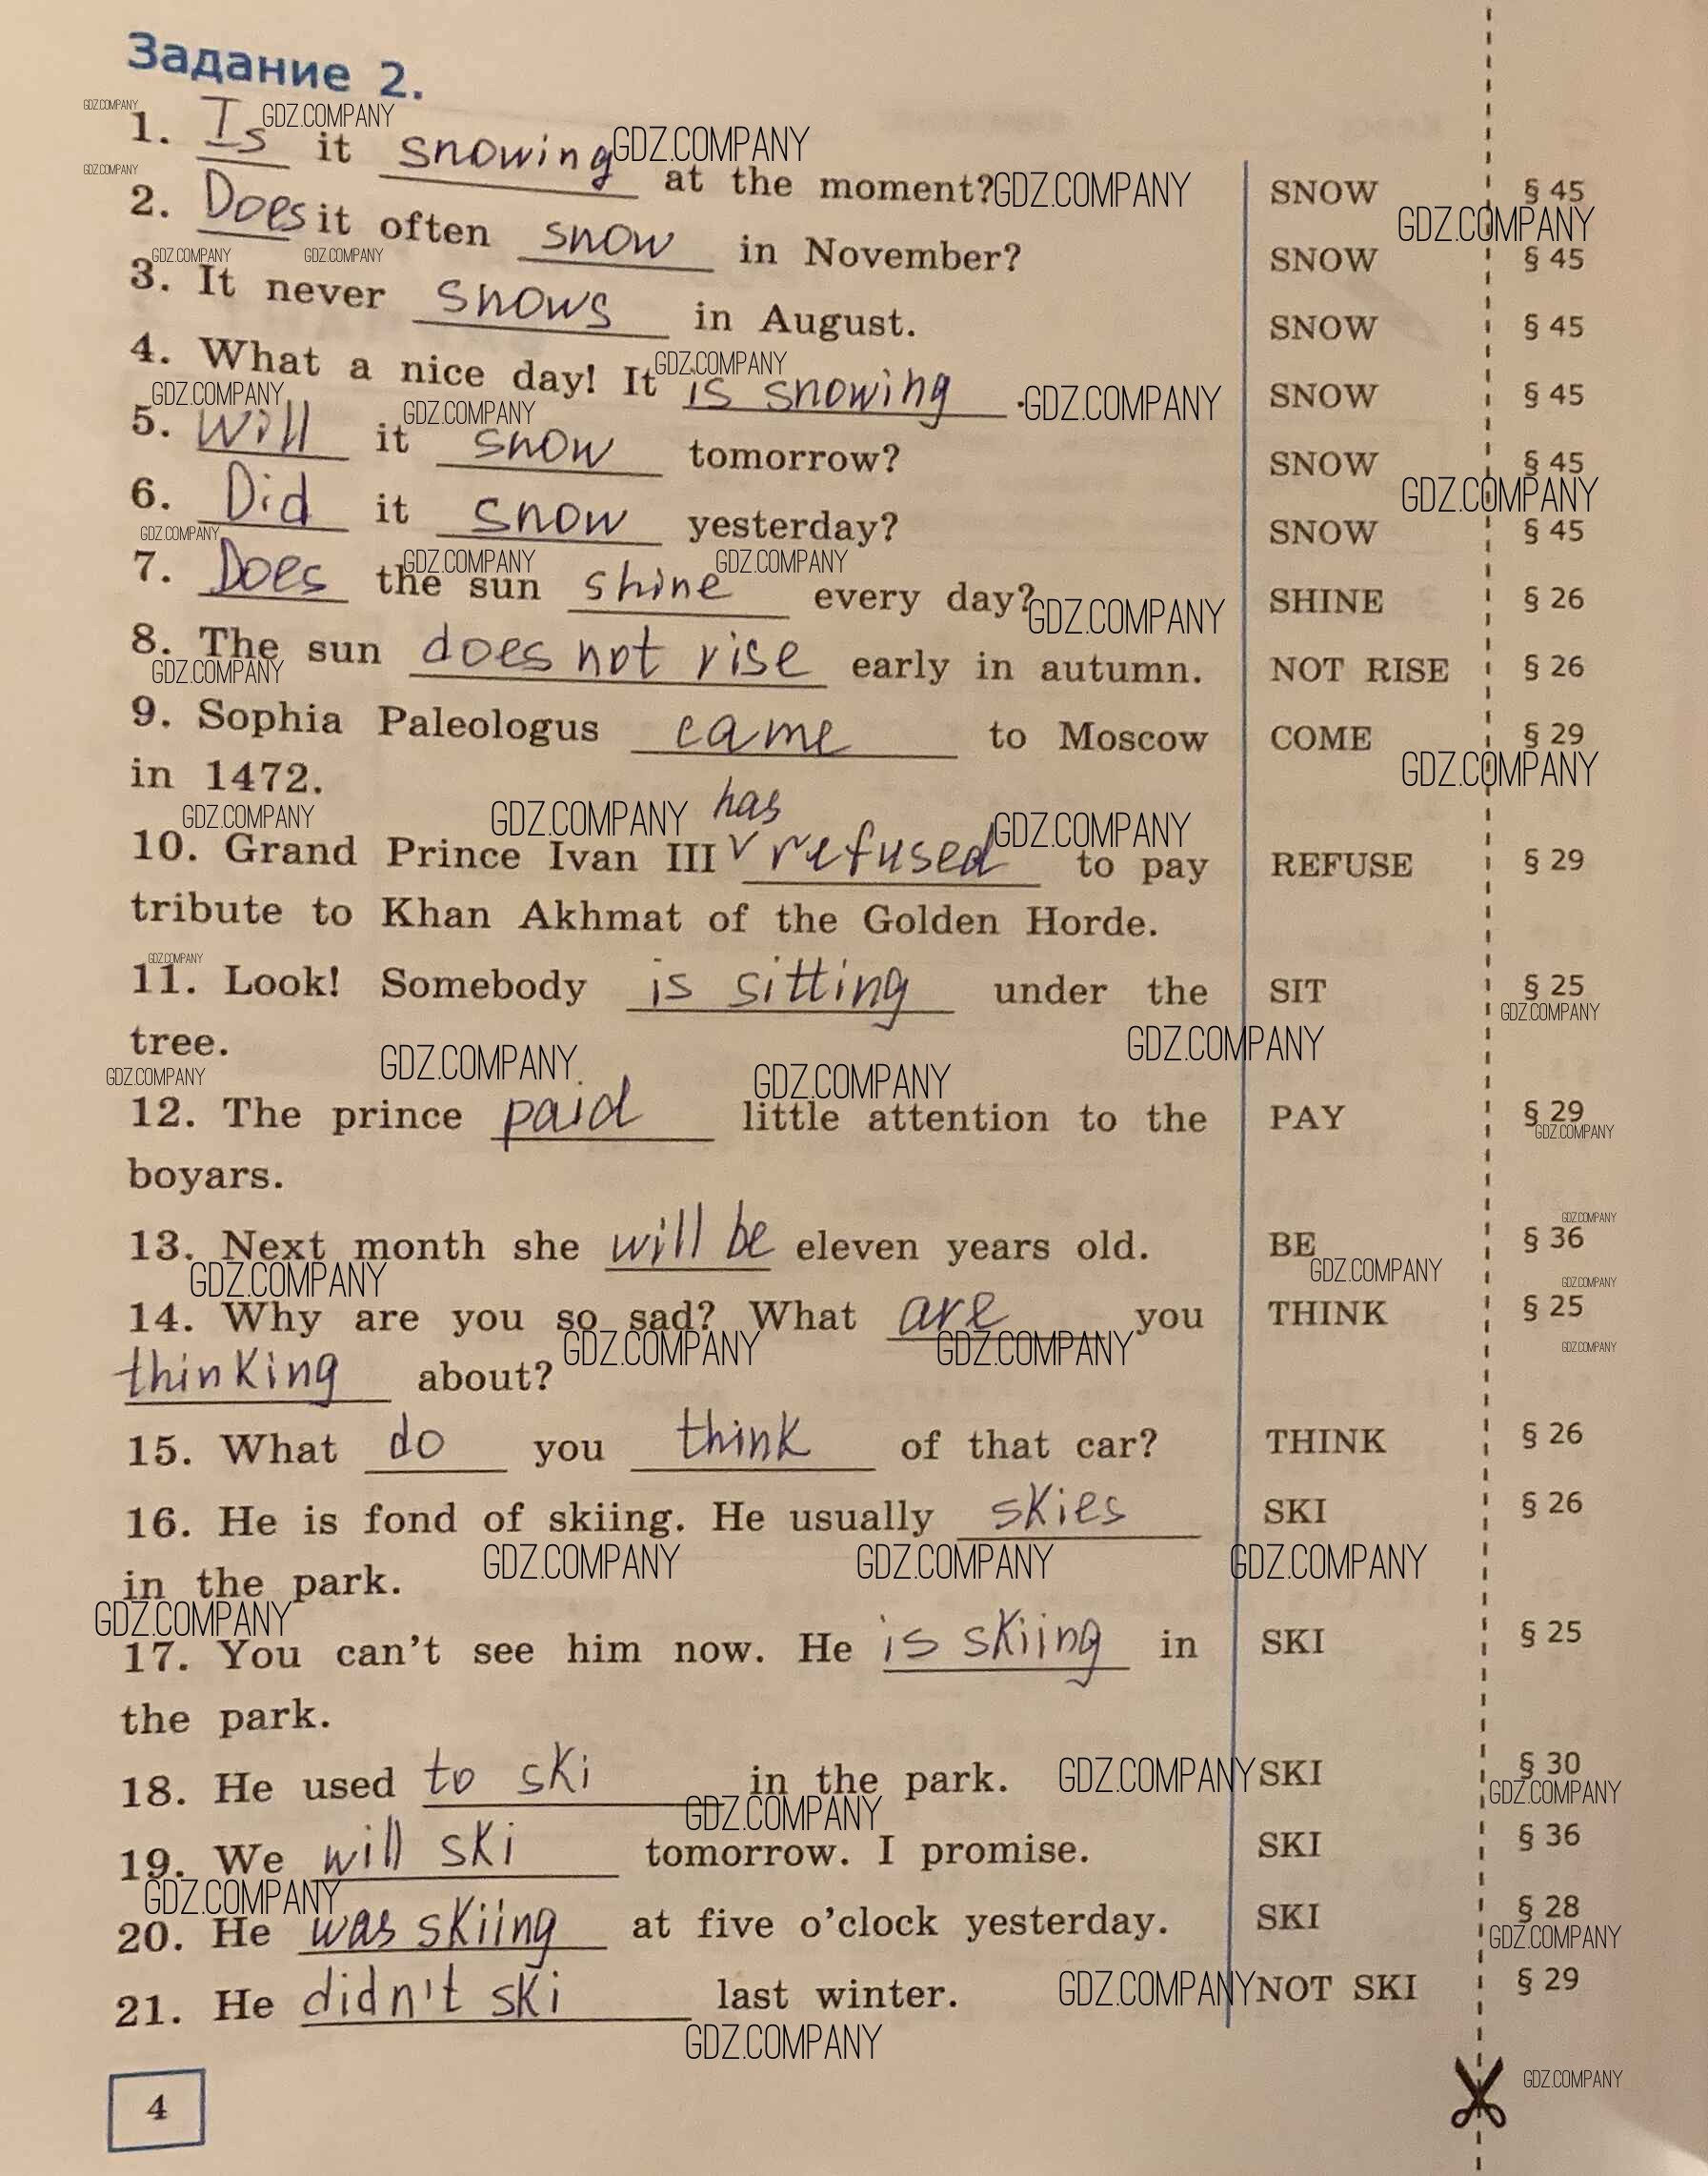 Задание 2.
1. Is it snowing at the moment? SNOW § 45
2. Does it often snow in November? SNOW § 45
3. It never snows in August. SNOW § 45
4. What a nice day! It is snowing. SNOW § 45
5. Will it snow tomorrow? SNOW § 45
6. Did it snow yesterday? SNOW § 45
7. Does the sun shine every day? SHINE § 26
8. The sun does not rise early in autumn. NOT RISE § 26
9. Sophia Paleologus came to Moscow COME § 29
in 1472.
has
10. Grand Prince Ivan III refused to pay REFUSE § 29
tribute to Khan Akhmat of the Golden Horde.
11. Look! Somebody is sitting under the SIT § 25
tree.
12. The prince paid little attention to the PAY § 29
boyars.
13. Next month she will be eleven years old. BE § 36
14. Why are you so sad? What are you THINK § 25
thinking about?
15. What do you think of that car? THINK § 26
16. He is fond of skiing. He usually skies SKI § 26
in the park.
17. You can't see him now. He is skiing in SKI § 25
the park.
18. He used to ski in the park. SKI § 30
19. We will ski tomorrow. I promise. SKI § 36
20. He was skiing at five o'clock yesterday. SKI § 28
21. He didn't ski last winter. NOT SKI § 29
4
GDZ.COMPANY